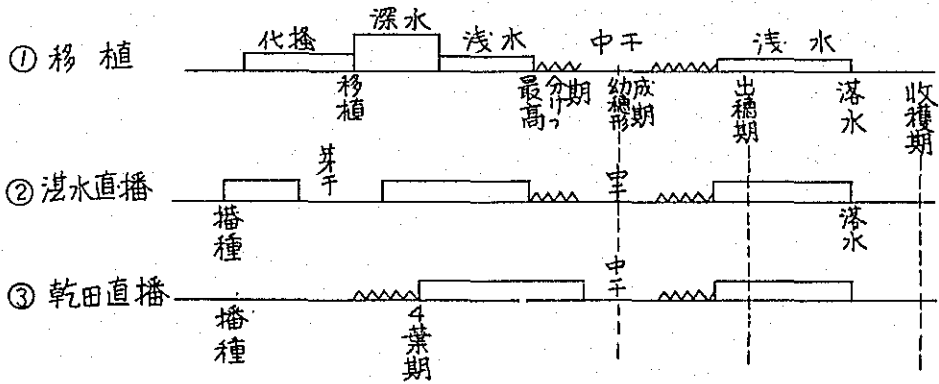 ① 移植
化掻
深水
浅水
中干
浅水
移植
最高分けつ期
幼穂形成期
出穂期
落水
収穫期
② 湛水直播
芽干
中干
播種
落水
③ 乾田直播
中干
播種
4葉期